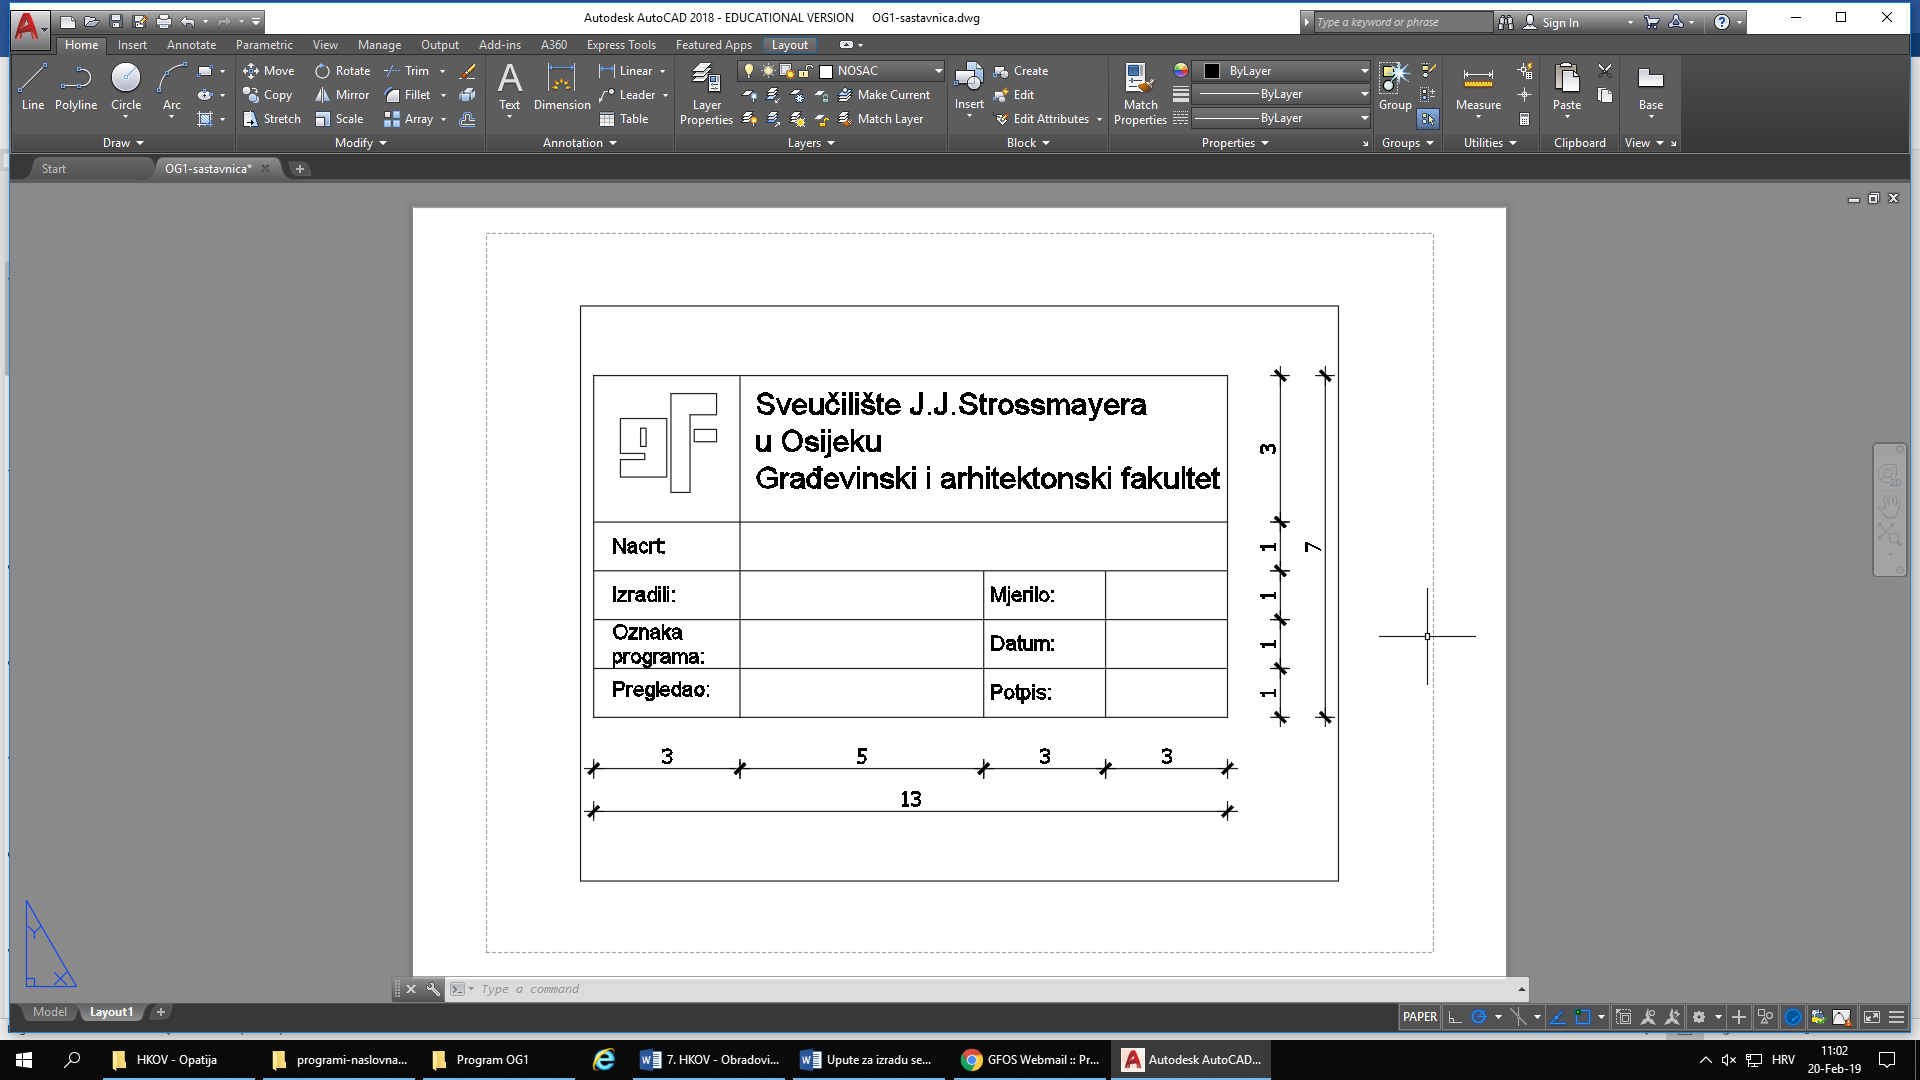 Autodesk AutoCAD 2018 - EDUCATIONAL VERSION OG1-sastavnica.dwg
Type a keyword or phrase
Sign In
Home Insert Annotate Parametric View Manage Output Add-ins A360 Express Tools Featured Apps Layout
Line Polyline Circle Arc
Draw
Move Rotate Trim
Copy Mirror Fillet
Stretch Scale Array
Modify
Text Dimension
Linear
Leader
Table
Annotation
Layer Properties
NOSAC
Make Current
Match Layer
Layers
Insert
Create
Edit
Edit Attributes
Block
Match Properties
ByLayer
ByLayer
ByLayer
Properties
Group
Groups
Measure
Utilities
Paste
Clipboard
Base
View
Start OG1-sastavnica*
gF
Sveučilište J.J.Strossmayera
u Osijeku
Građevinski i arhitektonski fakultet
Nacrt:
Izradili: Mjerilo:
Oznaka
programa: Datum:
Pregledao: Potpis:
3
1
1
1
1
7
3 5 3 3
13
2D
Y
X
Type a command
Model Layout1
PAPER
HKOV - Opatija
programi-naslovna...
Program OG1
7. HKOV - Obradovi...
Upute za izradu se...
GFOS Webmail :: Pr...
Autodesk AutoCAD...
HRV
11:02
20-Feb-19